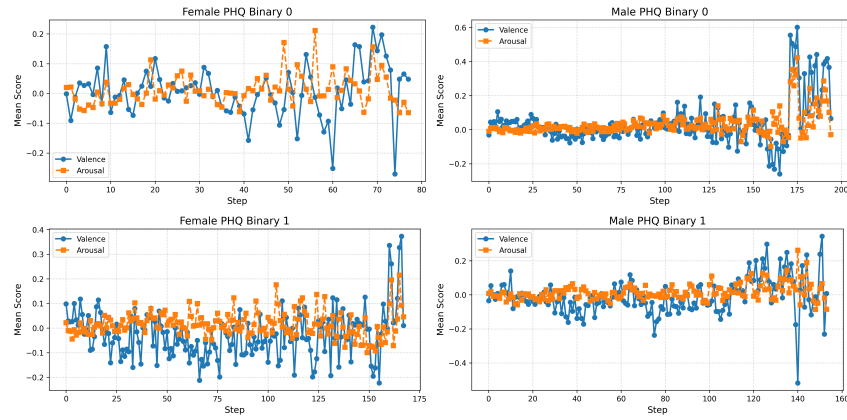 Female PHQ Binary 0
Mean Score
0.2
0.1
0.0
−0.1
−0.2
Valence
Arousal
0 10 20 30 40 50 60 70 80
Step
Male PHQ Binary 0
Mean Score
0.6
0.4
0.2
0.0
−0.2
Valence
Arousal
0 25 50 75 100 125 150 175 200
Step
Female PHQ Binary 1
Mean Score
0.4
0.3
0.2
0.1
0.0
−0.1
−0.2
Valence
Arousal
0 25 50 75 100 125 150 175
Step
Male PHQ Binary 1
Mean Score
0.2
0.0
−0.2
−0.4
Valence
Arousal
0 20 40 60 80 100 120 140 160
Step